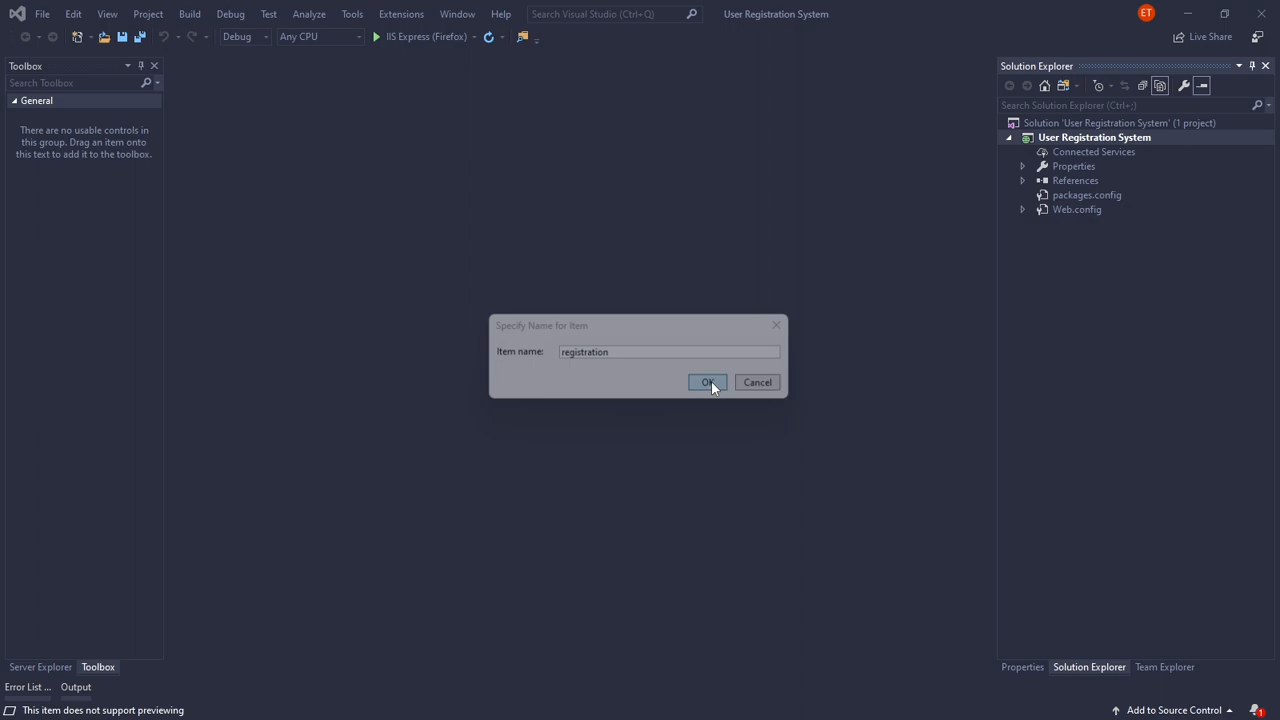 File Edit View Project Build Debug Test Analyze Tools Extensions Window Help Search Visual Studio (Ctrl+Q) User Registration System ET
Debug Any CPU IIS Express (Firefox) Live Share
Toolbox
Search Toolbox
General
There are no usable controls in
this group. Drag an item onto
this text to add it to the toolbox.
Specify Name for Item
Item name: registration
OK Cancel
Solution Explorer
Search Solution Explorer (Ctrl+;)
Solution 'User Registration System' (1 project)
User Registration System
Connected Services
Properties
References
packages.config
Web.config
Server Explorer Toolbox
Properties Solution Explorer Team Explorer
Error List ... Output
This item does not support previewing
Add to Source Control 1